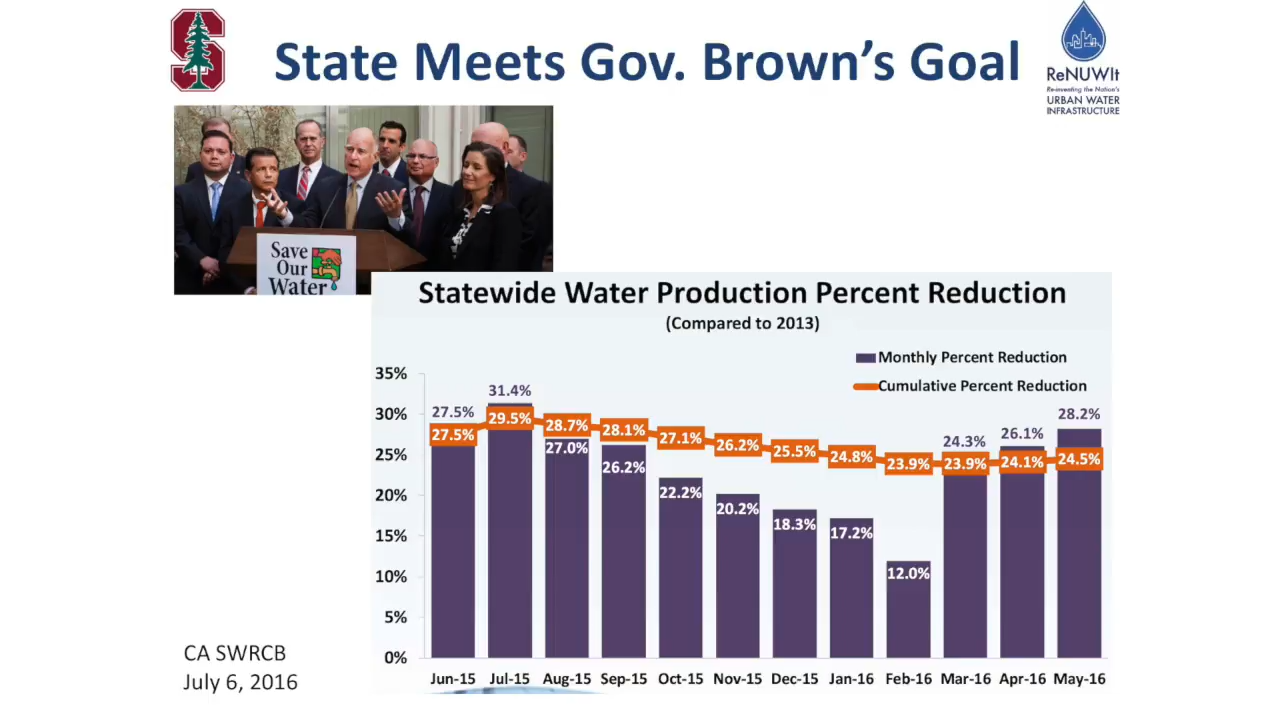 State Meets Gov. Brown's Goal
ReNUWIt
Re-inventing the Nation's
URBAN WATER
INFRASTRUCTURE
Save
Our
Water
Statewide Water Production Percent Reduction
(Compared to 2013)
Monthly Percent Reduction
Cumulative Percent Reduction
35%
30%
25%
20%
15%
10%
5%
0%
27.5%
31.4%
27.0%
26.2%
22.2%
20.2%
18.3%
17.2%
12.0%
24.3%
26.1%
28.2%
27.5%
29.5%
28.7%
28.1%
27.1%
26.2%
25.5%
24.8%
23.9%
23.9%
24.1%
24.5%
Jun-15 Jul-15 Aug-15 Sep-15 Oct-15 Nov-15 Dec-15 Jan-16 Feb-16 Mar-16 Apr-16 May-16
CA SWRCB
July 6, 2016